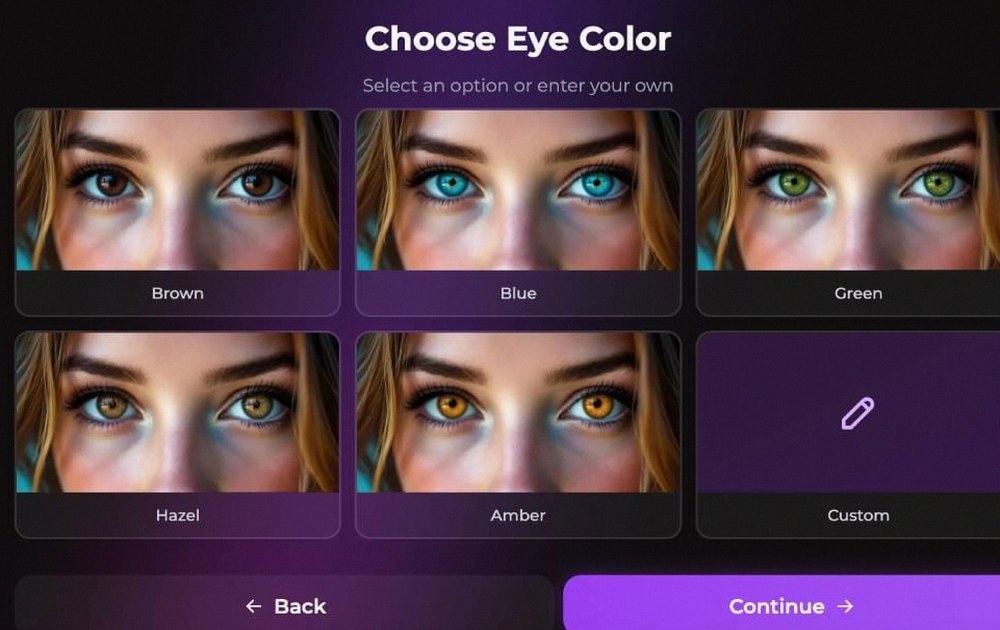 Choose Eye Color
Select an option or enter your own
Brown
Blue
Green
Hazel
Amber
Custom
← Back
Continue →